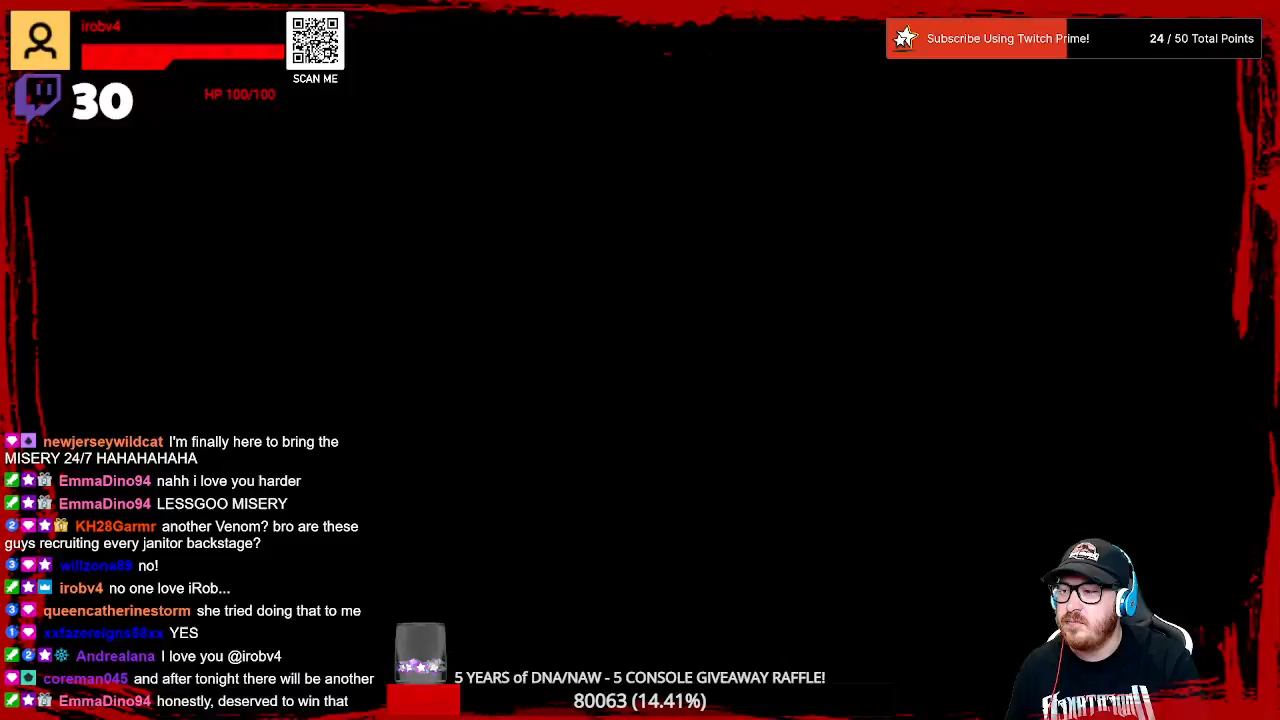 irobv4
SCAN ME
30
HP 100/100
Subscribe Using Twitch Prime!
24 / 50 Total Points
newjerseywildcat I'm finally here to bring the
MISERY 24/7 HAHAHAHAHA
EmmaDino94 nahh i love you harder
EmmaDino94 LESSGOO MISERY
KH28Garmr another Venom? bro are these
guys recruiting every janitor backstage?
willzone89 no!
irobv4 no one love iRob...
queencatherinestorm she tried doing that to me
xxfazereigns58xx YES
Andrealana I love you @irobv4
coreman045 and after tonight there will be another
EmmaDino94 honestly, deserved to win that
5 YEARS of DNA/NAW - 5 CONSOLE GIVEAWAY RAFFLE!
80063 (14.41%)